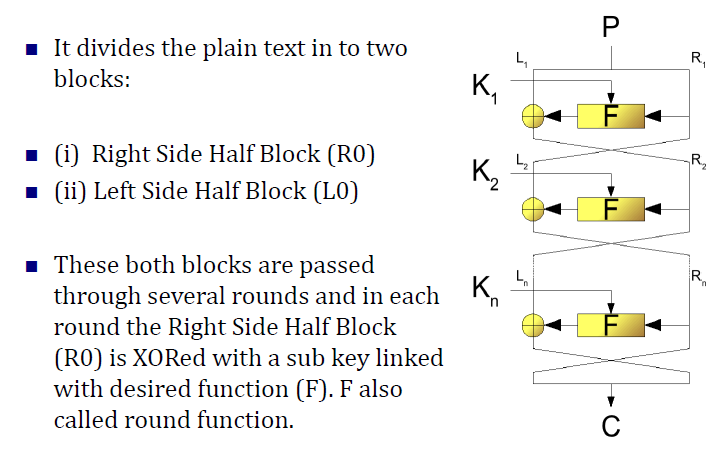 It divides the plain text in to two
blocks:
(i) Right Side Half Block (R0)
(ii) Left Side Half Block (L0)
These both blocks are passed
through several rounds and in each
round the Right Side Half Block
(R0) is XORed with a sub key linked
with desired function (F). F also
called round function.
P
L1 R1
K1
F
L2 R2
K2
F
Ln Rn
Kn
F
C